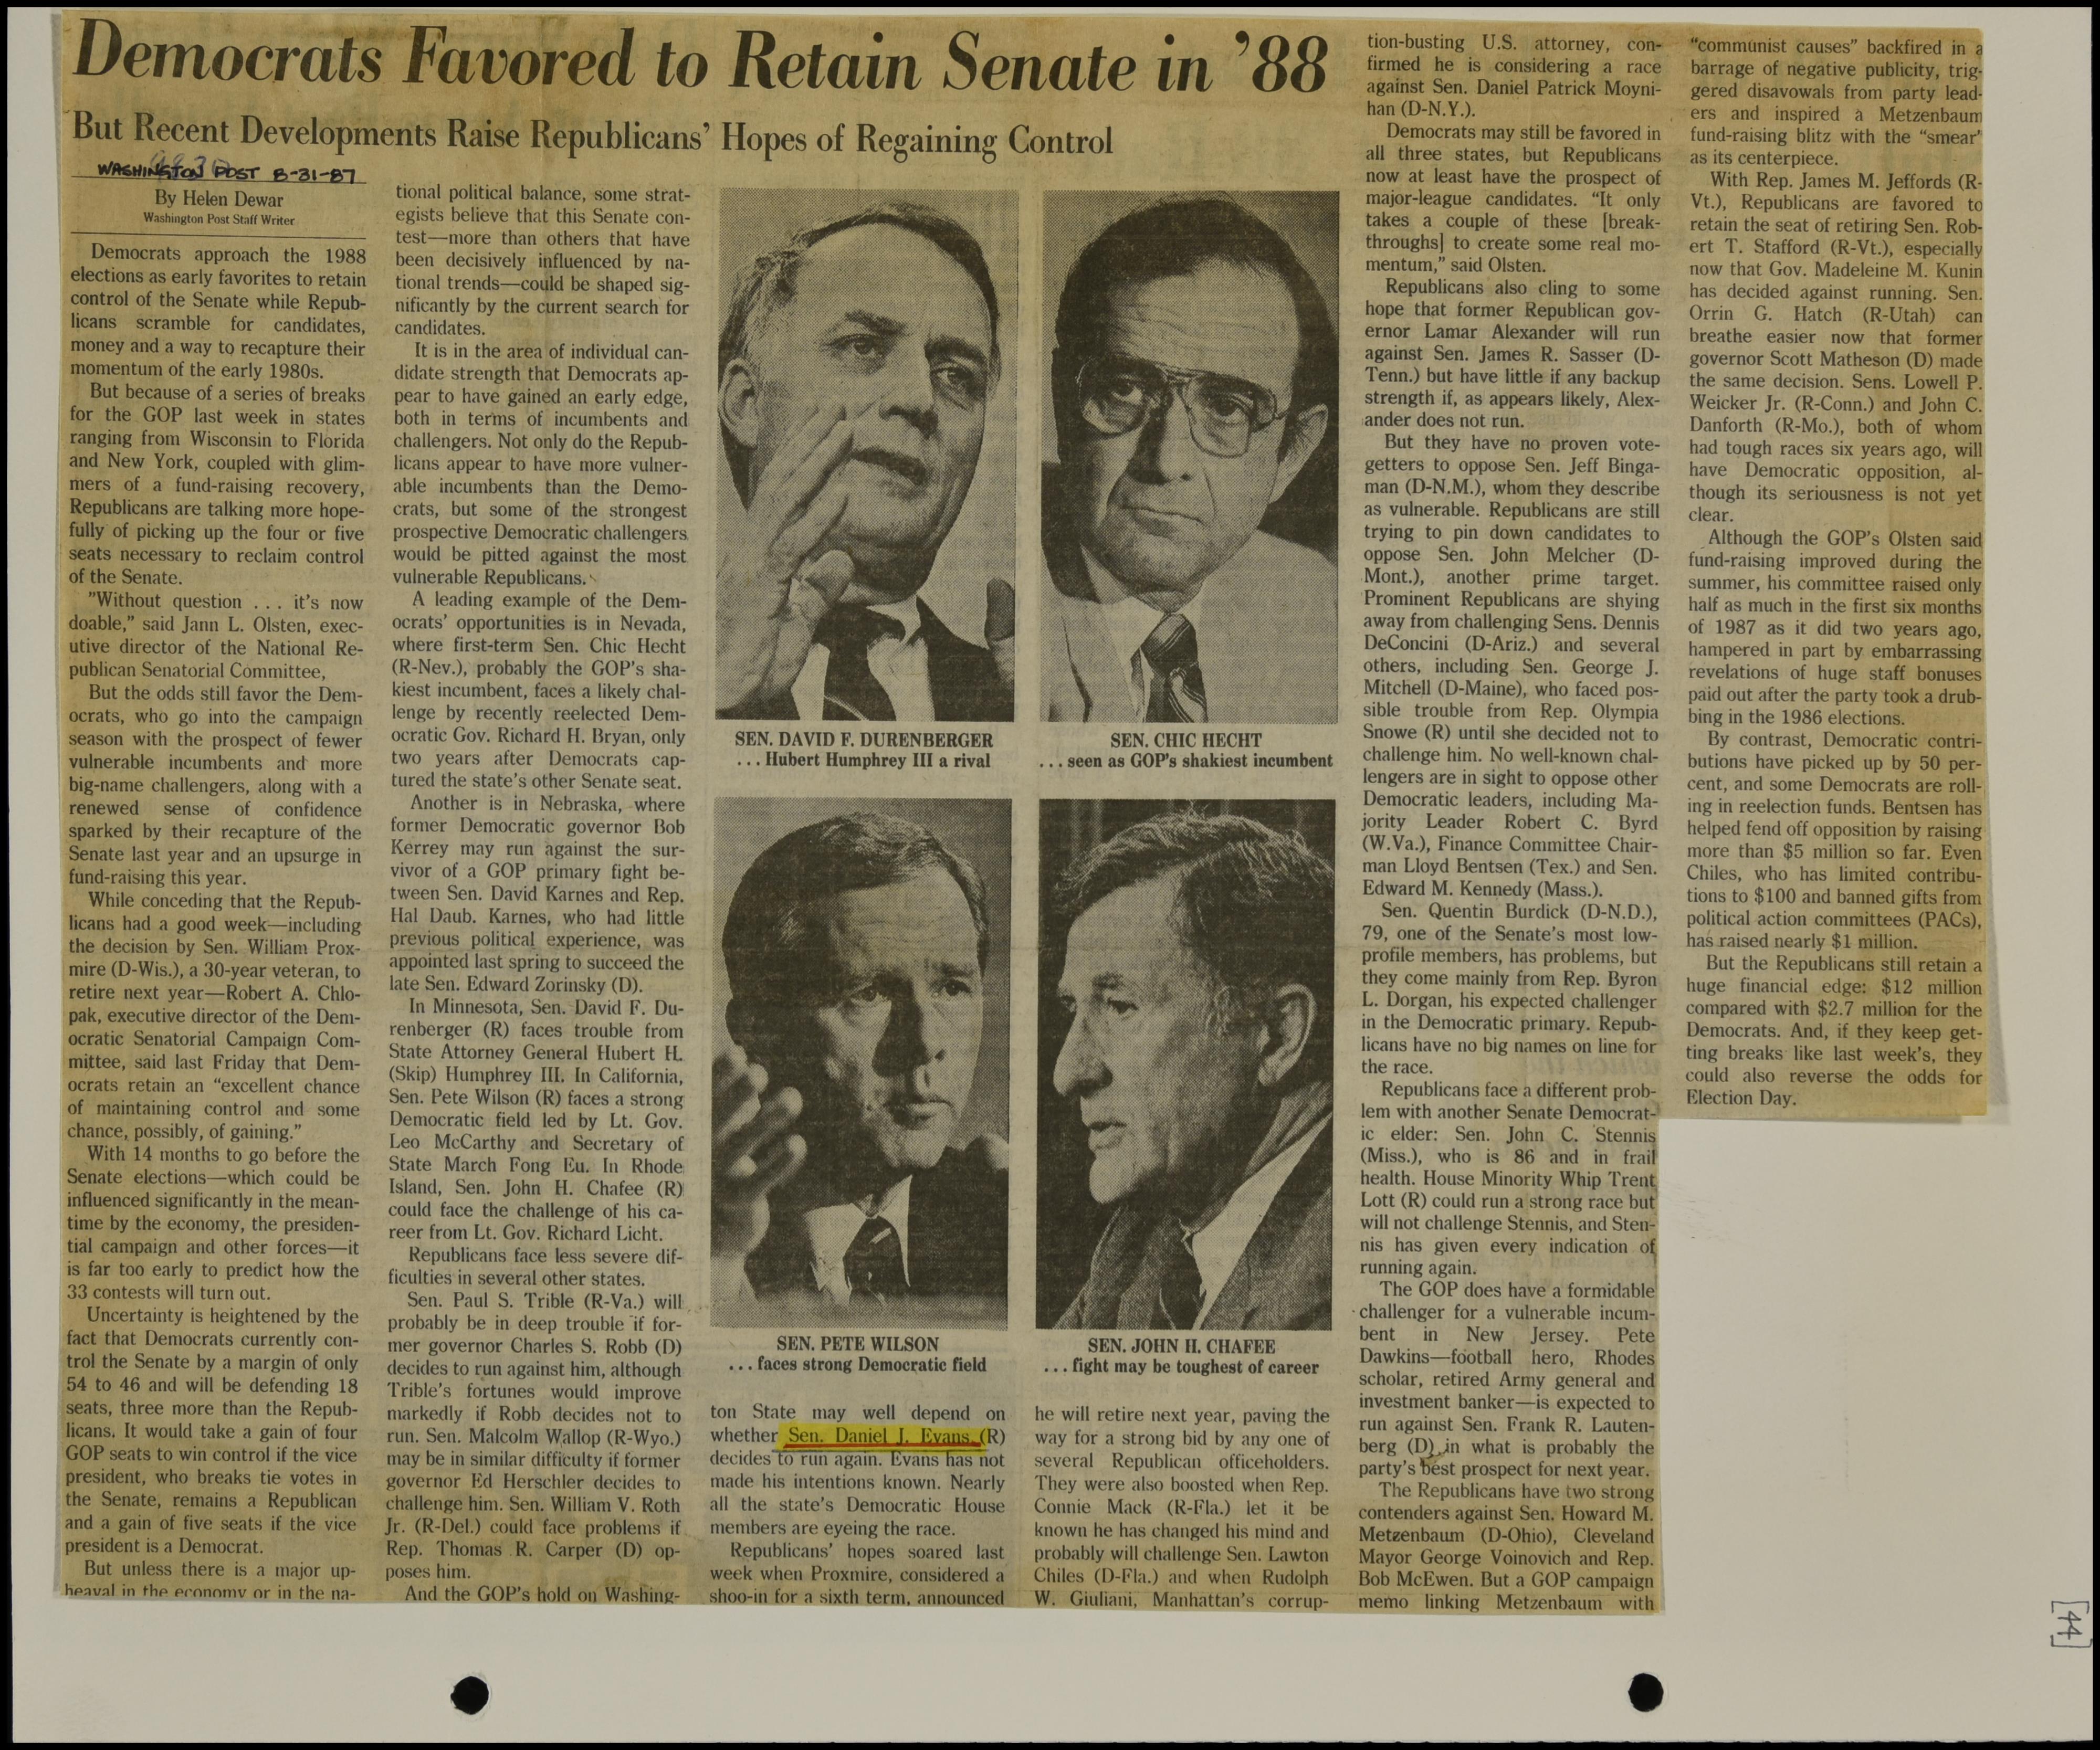 Democrats Favored to Retain Senate in ’88
But Recent Developments Raise Republicans’ Hopes of Regaining Control
WASHINGTON POST 8-31-87
By Helen Dewar
Washington Post Staff Writer
Democrats approach the 1988
elections as early favorites to retain
control of the Senate while Repub-
licans scramble for candidates,
money and a way to recapture their
momentum of the early 1980s.
But because of a series of breaks
for the GOP last week in states
ranging from Wisconsin to Florida
and New York, coupled with glim-
mers of a fund-raising recovery,
Republicans are talking more hope-
fully of picking up the four or five
seats necessary to reclaim control
of the Senate.
"Without question . . . it’s now
doable,” said Jann L. Olsten, exec-
utive director of the National Re-
publican Senatorial Committee,
But the odds still favor the Dem-
ocrats, who go into the campaign
season with the prospect of fewer
vulnerable incumbents and more
big-name challengers, along with a
renewed sense of confidence
sparked by their recapture of the
Senate last year and an upsurge in
fund-raising this year.
While conceding that the Repub-
licans had a good week—including
the decision by Sen. William Prox-
mire (D-Wis.), a 30-year veteran, to
retire next year—Robert A. Chlo-
pak, executive director of the Dem-
ocratic Senatorial Campaign Com-
mittee, said last Friday that Dem-
ocrats retain an “excellent chance
of maintaining control and some
chance, possibly, of gaining.”
With 14 months to go before the
Senate elections—which could be
influenced significantly in the mean-
time by the economy, the presiden-
tial campaign and other forces—it
is far too early to predict how the
33 contests will turn out.
Uncertainty is heightened by the
fact that Democrats currently con-
trol the Senate by a margin of only
54 to 46 and will be defending 18
seats, three more than the Repub-
licans. It would take a gain of four
GOP seats to win control if the vice
president, who breaks tie votes in
the Senate, remains a Republican
and a gain of five seats if the vice
president is a Democrat.
But unless there is a major up-
heaval in the economy or in the na-
tional political balance, some strat-
egists believe that this Senate con-
test—more than others that have
been decisively influenced by na-
tional trends—could be shaped sig-
nificantly by the current search for
candidates.
It is in the area of individual can-
didate strength that Democrats ap-
pear to have gained an early edge,
both in terms of incumbents and
challengers. Not only do the Repub-
licans appear to have more vulner-
able incumbents than the Demo-
crats, but some of the strongest
prospective Democratic challengers
would be pitted against the most
vulnerable Republicans.
A leading example of the Dem-
ocrats’ opportunities is in Nevada,
where first-term Sen. Chic Hecht
(R-Nev.), probably the GOP’s sha-
kiest incumbent, faces a likely chal-
lenge by recently reelected Dem-
ocratic Gov. Richard H. Bryan, only
two years after Democrats cap-
tured the state’s other Senate seat.
Another is in Nebraska, where
former Democratic governor Bob
Kerrey may run against the sur-
vivor of a GOP primary fight be-
tween Sen. David Karnes and Rep.
Hal Daub. Karnes, who had little
previous political experience, was
appointed last spring to succeed the
late Sen. Edward Zorinsky (D).
In Minnesota, Sen. David F. Du-
renberger (R) faces trouble from
State Attorney General Hubert H.
(Skip) Humphrey III. In California,
Sen. Pete Wilson (R) faces a strong
Democratic field led by Lt. Gov.
Leo McCarthy and Secretary of
State March Fong Eu. In Rhode
Island, Sen. John H. Chafee (R)
could face the challenge of his ca-
reer from Lt. Gov. Richard Licht.
Republicans face less severe dif-
ficulties in several other states.
Sen. Paul S. Trible (R-Va.) will
probably be in deep trouble if for-
mer governor Charles S. Robb (D)
decides to run against him, although
Trible’s fortunes would improve
markedly if Robb decides not to
run. Sen. Malcolm Wallop (R-Wyo.)
may be in similar difficulty if former
governor Ed Herschler decides to
challenge him. Sen. William V. Roth
Jr. (R-Del.) could face problems if
Rep. Thomas R. Carper (D) op-
poses him.
And the GOP’s hold on Washing-
SEN. DAVID F. DURENBERGER
. . . Hubert Humphrey III a rival
SEN. CHIC HECHT
. . . seen as GOP’s shakiest incumbent
SEN. PETE WILSON
. . . faces strong Democratic field
SEN. JOHN H. CHAFEE
. . . fight may be toughest of career
ton State may well depend on
whether Sen. Daniel J. Evans (R)
decides to run again. Evans has not
made his intentions known. Nearly
all the state’s Democratic House
members are eyeing the race.
Republicans’ hopes soared last
week when Proxmire, considered a
shoo-in for a sixth term, announced
he will retire next year, paving the
way for a strong bid by any one of
several Republican officeholders.
They were also boosted when Rep.
Connie Mack (R-Fla.) let it be
known he has changed his mind and
probably will challenge Sen. Lawton
Chiles (D-Fla.) and when Rudolph
W. Giuliani, Manhattan’s corrup-
tion-busting U.S. attorney, con-
firmed he is considering a race
against Sen. Daniel Patrick Moyni-
han (D-N.Y.).
Democrats may still be favored in
all three states, but Republicans
now at least have the prospect of
major-league candidates. “It only
takes a couple of these [break-
throughs] to create some real mo-
mentum,” said Olsten.
Republicans also cling to some
hope that former Republican gov-
ernor Lamar Alexander will run
against Sen. James R. Sasser (D-
Tenn.) but have little if any backup
strength if, as appears likely, Alex-
ander does not run.
But they have no proven vote-
getters to oppose Sen. Jeff Binga-
man (D-N.M.), whom they describe
as vulnerable. Republicans are still
trying to pin down candidates to
oppose Sen. John Melcher (D-
Mont.), another prime target.
Prominent Republicans are shying
away from challenging Sens. Dennis
DeConcini (D-Ariz.) and several
others, including Sen. George J.
Mitchell (D-Maine), who faced pos-
sible trouble from Rep. Olympia
Snowe (R) until she decided not to
challenge him. No well-known chal-
lengers are in sight to oppose other
Democratic leaders, including Ma-
jority Leader Robert C. Byrd
(W.Va.), Finance Committee Chair-
man Lloyd Bentsen (Tex.) and Sen.
Edward M. Kennedy (Mass.).
Sen. Quentin Burdick (D-N.D.),
79, one of the Senate’s most low-
profile members, has problems, but
they come mainly from Rep. Byron
L. Dorgan, his expected challenger
in the Democratic primary. Repub-
licans have no big names on line for
the race.
Republicans face a different prob-
lem with another Senate Democrat-
ic elder: Sen. John C. Stennis
(Miss.), who is 86 and in frail
health. House Minority Whip Trent
Lott (R) could run a strong race but
will not challenge Stennis, and Sten-
nis has given every indication of
running again.
The GOP does have a formidable
challenger for a vulnerable incum-
bent in New Jersey. Pete
Dawkins—football hero, Rhodes
scholar, retired Army general and
investment banker—is expected to
run against Sen. Frank R. Lauten-
berg (D) in what is probably the
party’s best prospect for next year.
The Republicans have two strong
contenders against Sen. Howard M.
Metzenbaum (D-Ohio), Cleveland
Mayor George Voinovich and Rep.
Bob McEwen. But a GOP campaign
memo linking Metzenbaum with
“communist causes” backfired in a
barrage of negative publicity, trig-
gered disavowals from party lead-
ers and inspired a Metzenbaum
fund-raising blitz with the “smear”
as its centerpiece.
With Rep. James M. Jeffords (R-
Vt.), Republicans are favored to
retain the seat of retiring Sen. Rob-
ert T. Stafford (R-Vt.), especially
now that Gov. Madeleine M. Kunin
has decided against running. Sen.
Orrin G. Hatch (R-Utah) can
breathe easier now that former
governor Scott Matheson (D) made
the same decision. Sens. Lowell P.
Weicker Jr. (R-Conn.) and John C.
Danforth (R-Mo.), both of whom
had tough races six years ago, will
have Democratic opposition, al-
though its seriousness is not yet
clear.
Although the GOP’s Olsten said
fund-raising improved during the
summer, his committee raised only
half as much in the first six months
of 1987 as it did two years ago,
hampered in part by embarrassing
revelations of huge staff bonuses
paid out after the party took a drub-
bing in the 1986 elections.
By contrast, Democratic contri-
butions have picked up by 50 per-
cent, and some Democrats are roll-
ing in reelection funds. Bentsen has
helped fend off opposition by raising
more than $5 million so far. Even
Chiles, who has limited contribu-
tions to $100 and banned gifts from
political action committees (PACs),
has raised nearly $1 million.
But the Republicans still retain a
huge financial edge: $12 million
compared with $2.7 million for the
Democrats. And, if they keep get-
ting breaks like last week’s, they
could also reverse the odds for
Election Day.
[44]